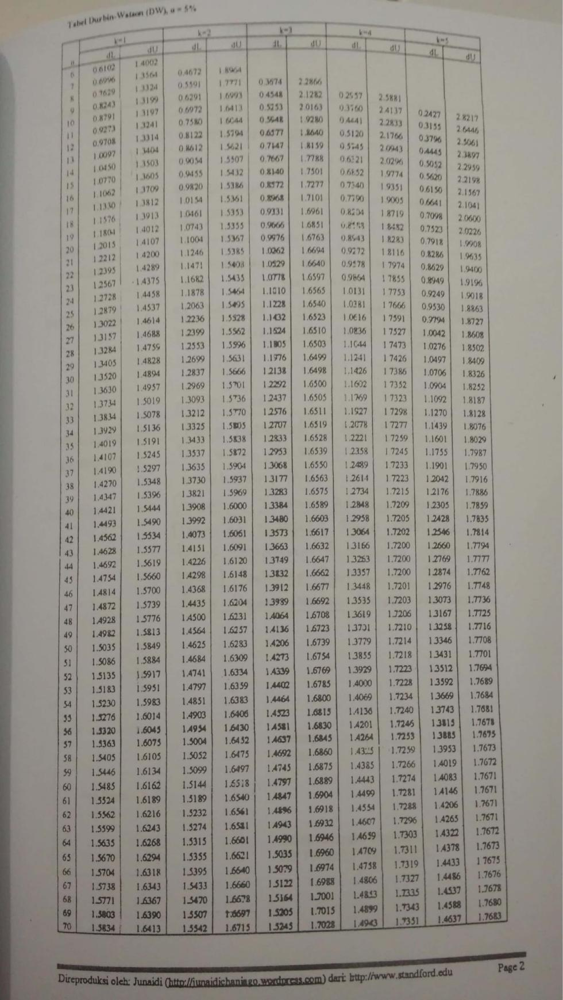 Tabel Durbin-Watson (DW), α = 5%
k=1 k=2 k=3 k=4 k=5
n dL dU dL dU dL dU dL dU dL dU
6 0.6102 1.4002
7 0.6996 1.3564 0.4672 1.8964
8 0.7629 1.3324 0.5591 1.7771 0.3674 2.2866
9 0.8243 1.3199 0.6291 1.6993 0.4548 2.1282 0.2957 2.5881
10 0.8791 1.3197 0.6972 1.6413 0.5253 2.0163 0.3760 2.4137 0.2427 2.8217
11 0.9273 1.3241 0.7580 1.6044 0.5948 1.9280 0.4441 2.2833 0.3155 2.6446
12 0.9708 1.3314 0.8122 1.5794 0.6577 1.8640 0.5120 2.1766 0.3796 2.5061
13 1.0097 1.3404 0.8612 1.5621 0.7147 1.8159 0.5745 2.0943 0.4445 2.3897
14 1.0450 1.3503 0.9054 1.5507 0.7667 1.7788 0.6321 2.0296 0.5052 2.2959
15 1.0770 1.3605 0.9455 1.5432 0.8140 1.7501 0.6852 1.9774 0.5620 2.2198
16 1.1062 1.3709 0.9820 1.5386 0.8572 1.7277 0.7340 1.9351 0.6150 2.1567
17 1.1330 1.3812 1.0154 1.5361 0.8968 1.7101 0.7790 1.9005 0.6641 2.1041
18 1.1576 1.3913 1.0461 1.5353 0.9331 1.6961 0.8204 1.8719 0.7098 2.0600
19 1.1804 1.4012 1.0743 1.5355 0.9666 1.6851 0.8588 1.8482 0.7523 2.0226
20 1.2015 1.4107 1.1004 1.5367 0.9976 1.6763 0.8943 1.8283 0.7918 1.9908
21 1.2212 1.4200 1.1246 1.5385 1.0262 1.6694 0.9272 1.8116 0.8286 1.9635
22 1.2395 1.4289 1.1471 1.5408 1.0529 1.6640 0.9578 1.7974 0.8629 1.9400
23 1.2567 1.4375 1.1682 1.5435 1.0778 1.6597 0.9864 1.7855 0.8949 1.9196
24 1.2728 1.4458 1.1878 1.5464 1.1010 1.6565 1.0131 1.7753 0.9249 1.9018
25 1.2879 1.4537 1.2063 1.5495 1.1228 1.6540 1.0381 1.7666 0.9530 1.8863
26 1.3022 1.4614 1.2236 1.5528 1.1432 1.6523 1.0616 1.7591 0.9794 1.8727
27 1.3157 1.4688 1.2399 1.5562 1.1624 1.6510 1.0836 1.7527 1.0042 1.8608
28 1.3284 1.4759 1.2553 1.5596 1.1805 1.6503 1.1044 1.7473 1.0276 1.8502
29 1.3405 1.4828 1.2699 1.5631 1.1976 1.6499 1.1241 1.7426 1.0497 1.8409
30 1.3520 1.4894 1.2837 1.5666 1.2138 1.6498 1.1426 1.7386 1.0706 1.8326
31 1.3630 1.4957 1.2969 1.5701 1.2292 1.6500 1.1602 1.7352 1.0904 1.8252
32 1.3734 1.5019 1.3093 1.5736 1.2437 1.6505 1.1769 1.7323 1.1092 1.8187
33 1.3834 1.5078 1.3212 1.5770 1.2576 1.6511 1.1927 1.7298 1.1270 1.8128
34 1.3929 1.5136 1.3325 1.5805 1.2707 1.6519 1.2078 1.7277 1.1439 1.8076
35 1.4019 1.5191 1.3433 1.5838 1.2833 1.6528 1.2221 1.7259 1.1601 1.8029
36 1.4107 1.5245 1.3537 1.5872 1.2953 1.6539 1.2358 1.7245 1.1755 1.7987
37 1.4190 1.5297 1.3635 1.5904 1.3068 1.6550 1.2489 1.7233 1.1901 1.7950
38 1.4270 1.5348 1.3730 1.5937 1.3177 1.6563 1.2614 1.7223 1.2042 1.7916
39 1.4347 1.5396 1.3821 1.5969 1.3283 1.6575 1.2734 1.7215 1.2176 1.7886
40 1.4421 1.5444 1.3908 1.6000 1.3384 1.6589 1.2848 1.7209 1.2305 1.7859
41 1.4493 1.5490 1.3992 1.6031 1.3480 1.6603 1.2958 1.7205 1.2428 1.7835
42 1.4562 1.5534 1.4073 1.6061 1.3573 1.6617 1.3064 1.7202 1.2546 1.7814
43 1.4628 1.5577 1.4151 1.6091 1.3663 1.6632 1.3166 1.7200 1.2660 1.7794
44 1.4692 1.5619 1.4226 1.6120 1.3749 1.6647 1.3263 1.7200 1.2769 1.7777
45 1.4754 1.5660 1.4298 1.6148 1.3832 1.6662 1.3357 1.7200 1.2874 1.7762
46 1.4814 1.5700 1.4368 1.6176 1.3912 1.6677 1.3448 1.7201 1.2976 1.7748
47 1.4872 1.5739 1.4435 1.6204 1.3989 1.6692 1.3535 1.7203 1.3073 1.7736
48 1.4928 1.5776 1.4500 1.6231 1.4064 1.6708 1.3619 1.7206 1.3167 1.7725
49 1.4982 1.5813 1.4564 1.6257 1.4136 1.6723 1.3701 1.7210 1.3258 1.7716
50 1.5035 1.5849 1.4625 1.6283 1.4206 1.6739 1.3779 1.7214 1.3346 1.7708
51 1.5086 1.5884 1.4684 1.6309 1.4273 1.6754 1.3855 1.7218 1.3431 1.7701
52 1.5135 1.5917 1.4741 1.6334 1.4339 1.6769 1.3929 1.7223 1.3512 1.7694
53 1.5183 1.5951 1.4797 1.6359 1.4402 1.6785 1.4000 1.7228 1.3592 1.7689
54 1.5230 1.5983 1.4851 1.6383 1.4464 1.6800 1.4069 1.7234 1.3669 1.7684
55 1.5276 1.6014 1.4903 1.6406 1.4523 1.6815 1.4136 1.7240 1.3743 1.7681
56 1.5320 1.6045 1.4954 1.6430 1.4581 1.6830 1.4201 1.7246 1.3815 1.7678
57 1.5363 1.6075 1.5004 1.6452 1.4637 1.6845 1.4264 1.7253 1.3885 1.7675
58 1.5405 1.6105 1.5052 1.6475 1.4692 1.6860 1.4325 1.7259 1.3953 1.7673
59 1.5446 1.6134 1.5099 1.6497 1.4745 1.6875 1.4385 1.7266 1.4019 1.7672
60 1.5485 1.6162 1.5144 1.6518 1.4797 1.6889 1.4443 1.7274 1.4083 1.7671
61 1.5524 1.6189 1.5189 1.6540 1.4847 1.6904 1.4499 1.7281 1.4146 1.7671
62 1.5562 1.6216 1.5232 1.6561 1.4896 1.6918 1.4554 1.7288 1.4206 1.7671
63 1.5599 1.6243 1.5274 1.6581 1.4943 1.6932 1.4607 1.7296 1.4265 1.7671
64 1.5635 1.6268 1.5315 1.6601 1.4990 1.6946 1.4659 1.7303 1.4322 1.7672
65 1.5670 1.6294 1.5355 1.6621 1.5035 1.6960 1.4709 1.7311 1.4378 1.7673
66 1.5704 1.6318 1.5395 1.6640 1.5079 1.6974 1.4758 1.7319 1.4433 1.7675
67 1.5738 1.6343 1.5433 1.6660 1.5122 1.6988 1.4806 1.7327 1.4486 1.7676
68 1.5771 1.6367 1.5470 1.6678 1.5164 1.7001 1.4853 1.7335 1.4537 1.7678
69 1.5803 1.6390 1.5507 1.6697 1.5205 1.7015 1.4899 1.7343 1.4588 1.7680
70 1.5834 1.6413 1.5542 1.6715 1.5245 1.7028 1.4943 1.7351 1.4637 1.7683
Direproduksi oleh: Junaidi (http://junaidichaniago.wordpress.com) dari: http://www.standford.edu
Page 2